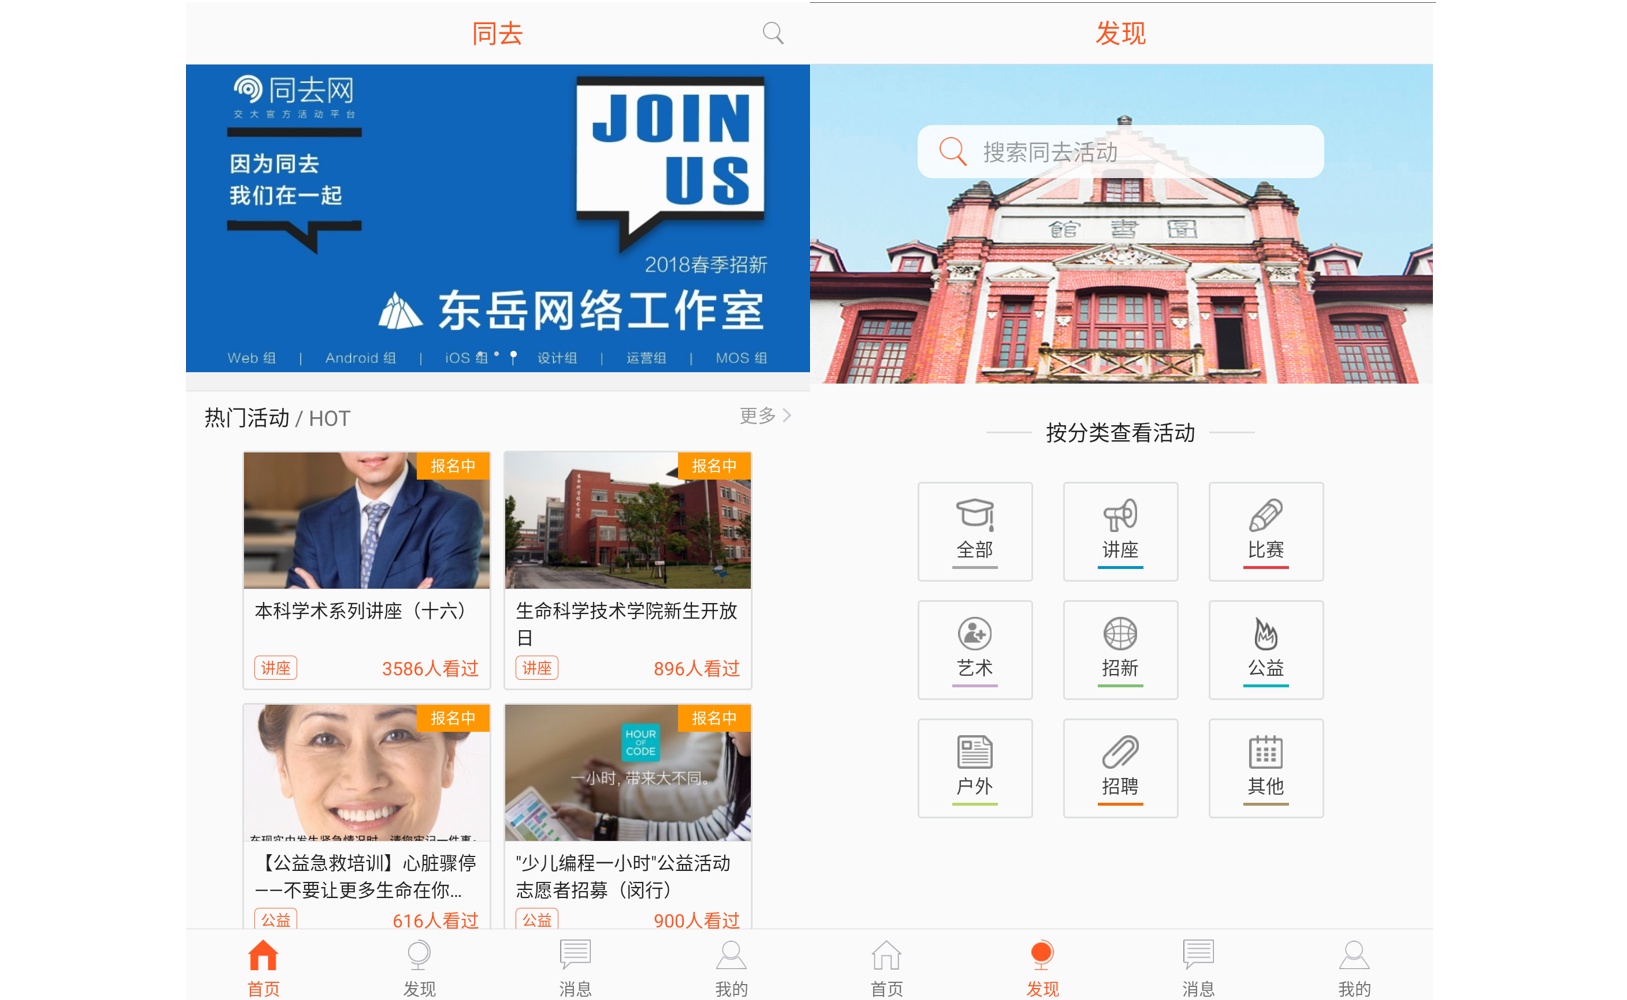 同去
同去网
交大官方活动平台
因为同去
我们在一起
JOIN
US
2018春季招新
东岳网络工作室
Web 组 | Android 组 | iOS 组 | 设计组 | 运营组 | MOS 组
热门活动 / HOT
更多
报名中
本科学术系列讲座（十六）
讲座
3586人看过
报名中
生命科学技术学院
生命科学技术学院新生开放
日
讲座
896人看过
报名中
在现实中发生紧急情况时，请您牢记一件事：
【公益急救培训】心脏骤停
——不要让更多生命在你...
公益
616人看过
报名中
HOUR
OF
CODE
一小时，带来大不同。
"少儿编程一小时"公益活动
志愿者招募（闵行）
公益
900人看过
首页
发现
消息
我的
发现
搜索同去活动
館書圖
按分类查看活动
全部
讲座
比赛
艺术
招新
公益
户外
招聘
其他
首页
发现
消息
我的